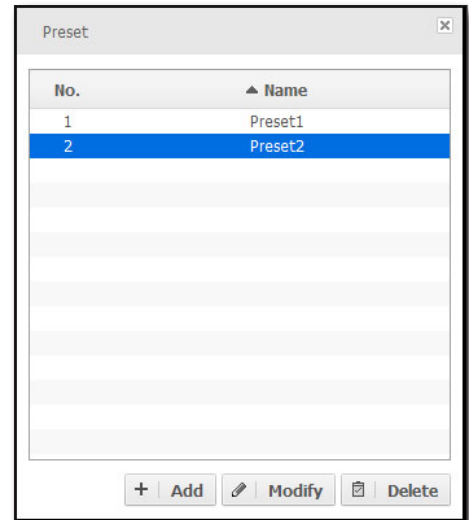 Preset
No. Name
1 Preset1
2 Preset2
Add Modify Delete